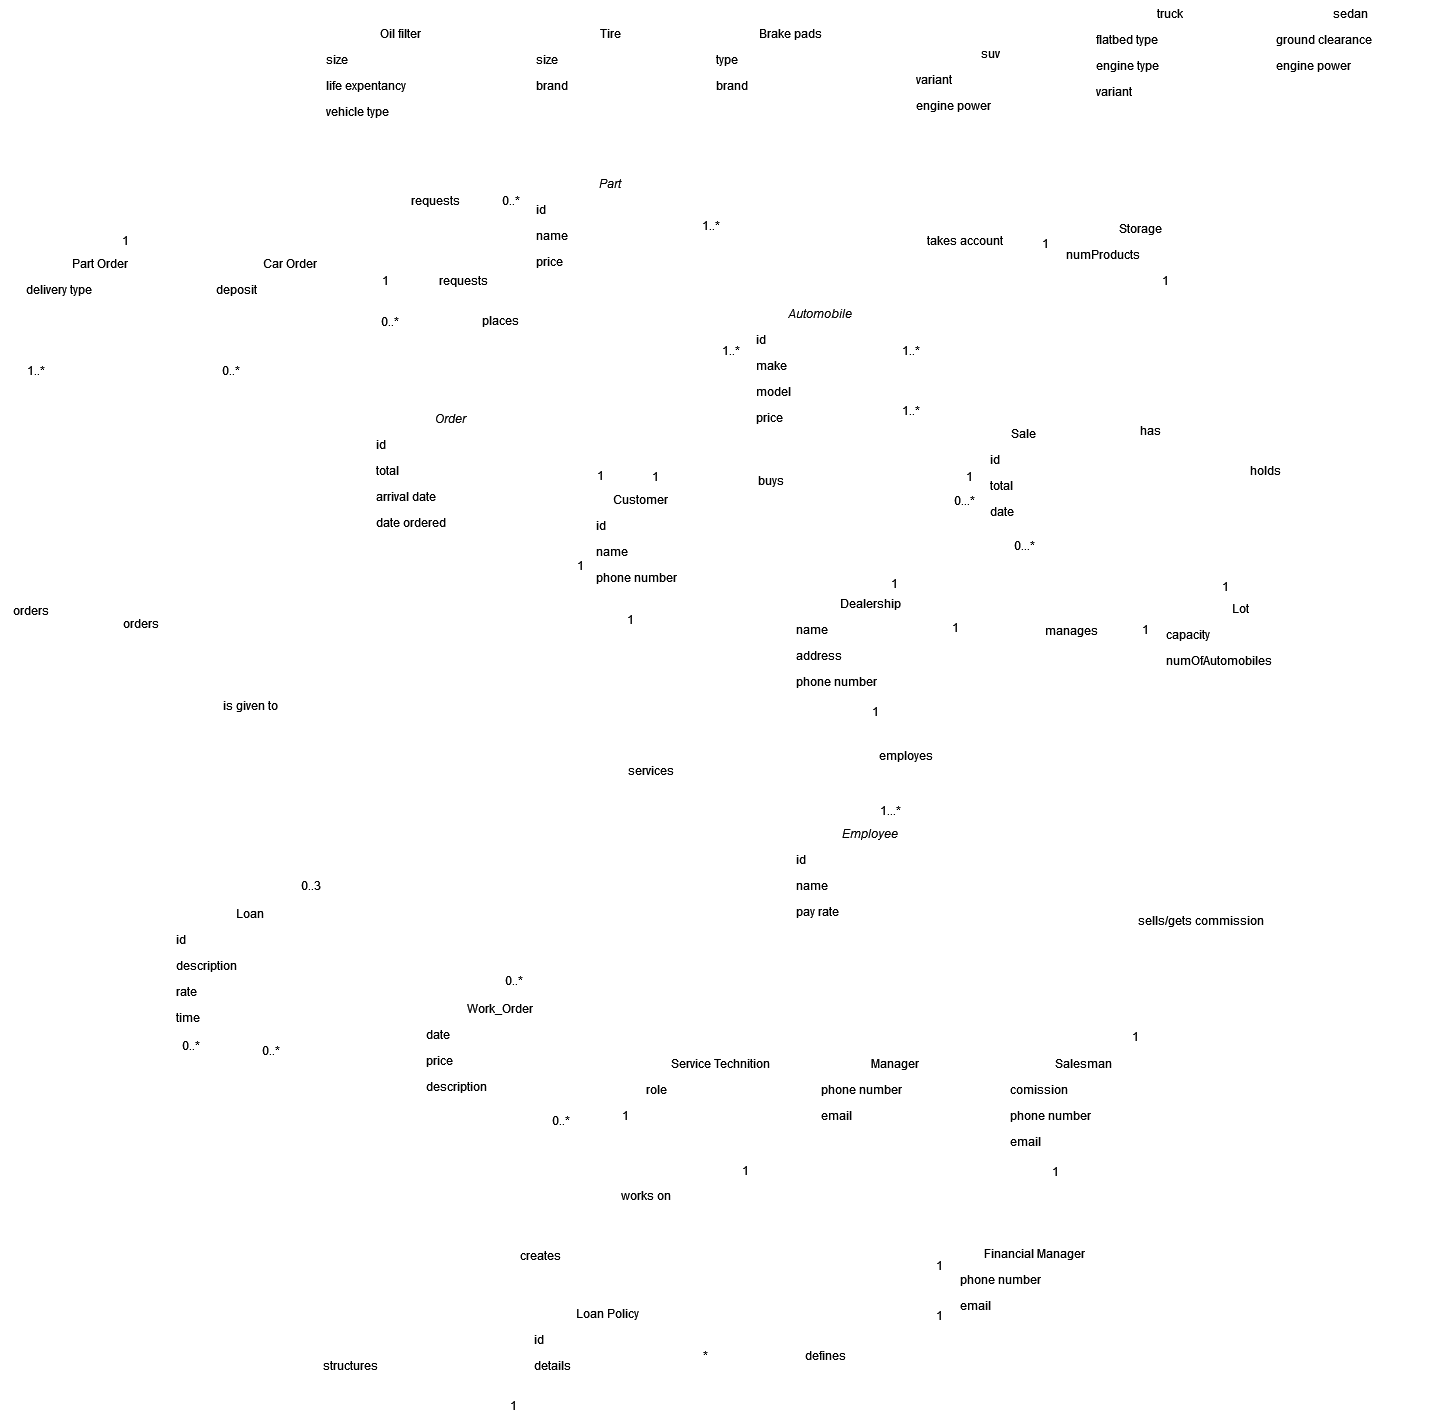 truck
sedan
Oil filter
Tire
Brake pads
flatbed type
ground clearance
suv
size
size
type
engine type
engine power
variant
life expentancy
brand
brand
variant
engine power
vehicle type
Part
requests
0..*
id
1..*
Storage
name
1
takes account
1
numProducts
Part Order
Car Order
price
delivery type
deposit
1
requests
1
Automobile
0..*
places
id
1..*
1..*
make
1..*
0..*
model
1..*
price
Order
Sale
has
id
id
total
1
1
buys
1
total
holds
arrival date
Customer
0...*
date
date ordered
id
name
0...*
1
phone number
1
1
Dealership
Lot
orders
orders
1
name
1
manages
1
capacity
address
numOfAutomobiles
phone number
is given to
1
employes
services
1...*
Employee
id
0..3
name
Loan
pay rate
sells/gets commission
id
description
0..*
rate
Work_Order
time
date
1
0..*
0..*
price
Service Technition
Manager
Salesman
description
role
phone number
comission
0..*
1
email
phone number
email
1
1
works on
creates
Financial Manager
1
phone number
Loan Policy
1
email
id
*
defines
structures
details
1